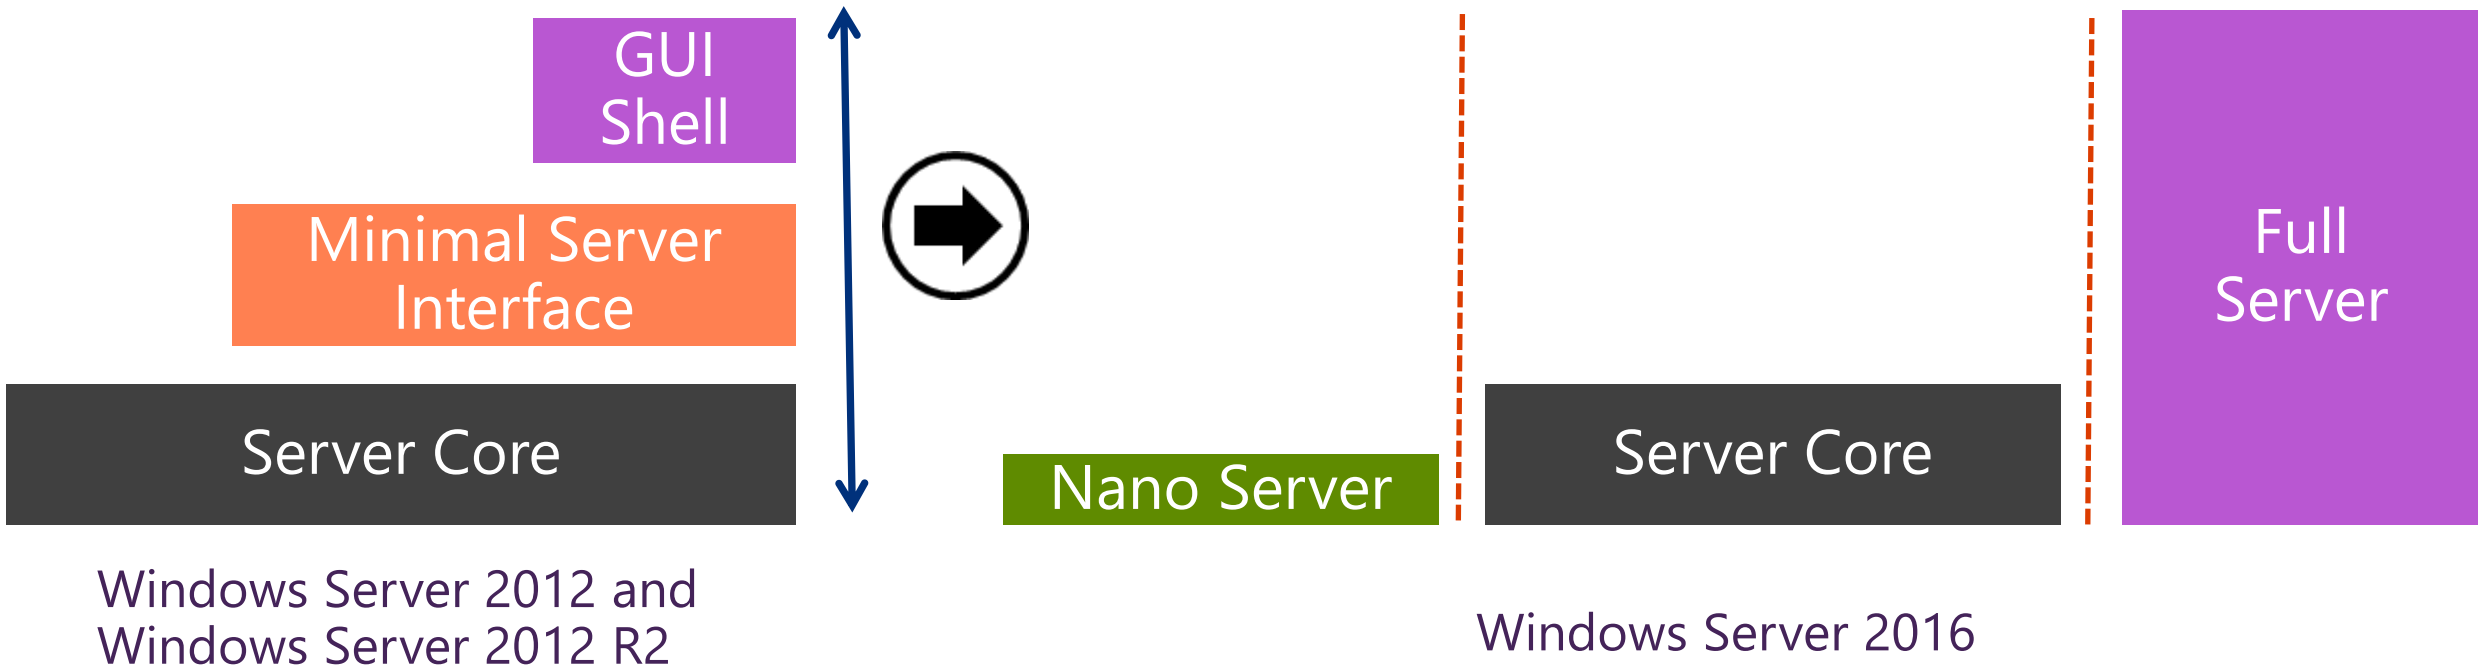 GUI
Shell
Minimal Server
Interface
Server Core
Windows Server 2012 and
Windows Server 2012 R2
Nano Server
Server Core
Full
Server
Windows Server 2016